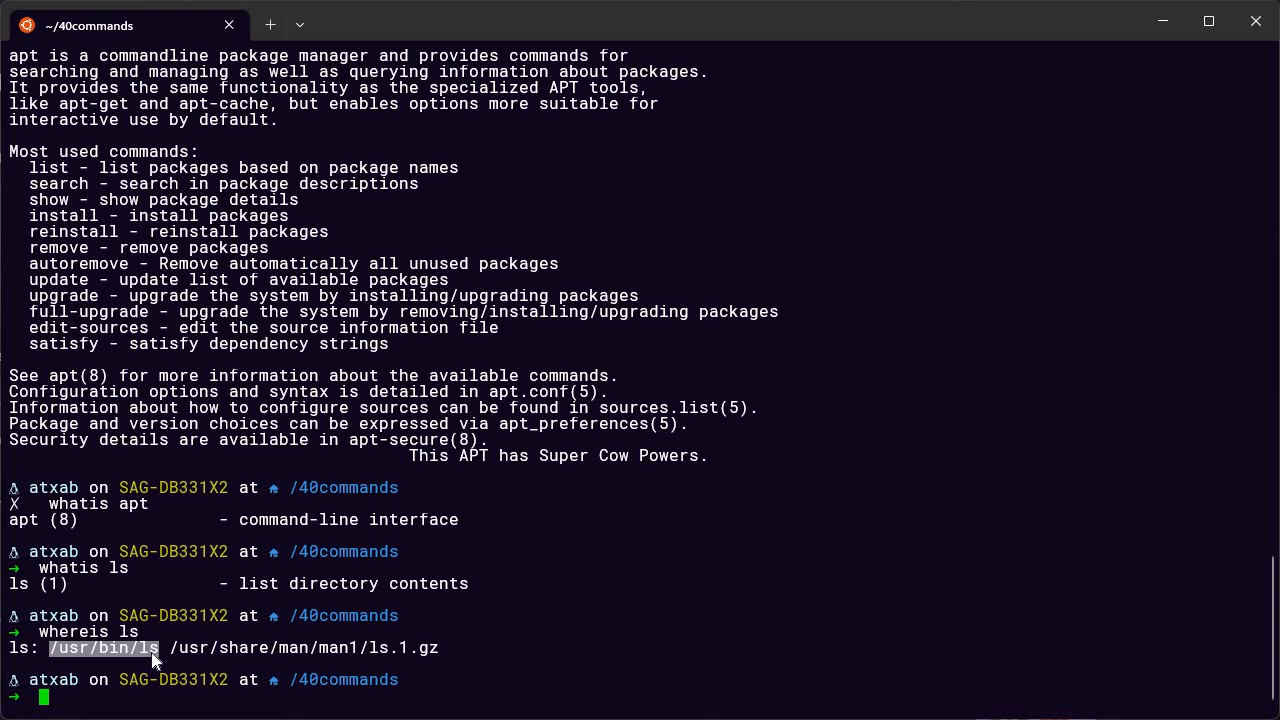 ~/40commands
apt is a commandline package manager and provides commands for
searching and managing as well as querying information about packages.
It provides the same functionality as the specialized APT tools,
like apt-get and apt-cache, but enables options more suitable for
interactive use by default.
Most used commands:
list - list packages based on package names
search - search in package descriptions
show - show package details
install - install packages
reinstall - reinstall packages
remove - remove packages
autoremove - Remove automatically all unused packages
update - update list of available packages
upgrade - upgrade the system by installing/upgrading packages
full-upgrade - upgrade the system by removing/installing/upgrading packages
edit-sources - edit the source information file
satisfy - satisfy dependency strings
See apt(8) for more information about the available commands.
Configuration options and syntax is detailed in apt.conf(5).
Information about how to configure sources can be found in sources.list(5).
Package and version choices can be expressed via apt_preferences(5).
Security details are available in apt-secure(8).
This APT has Super Cow Powers.
atxab on SAG-DB331X2 at /40commands
X whatis apt
apt (8) - command-line interface
atxab on SAG-DB331X2 at /40commands
→ whatis ls
ls (1) - list directory contents
atxab on SAG-DB331X2 at /40commands
→ whereis ls
ls: /usr/bin/ls /usr/share/man/man1/ls.1.gz
atxab on SAG-DB331X2 at /40commands
→